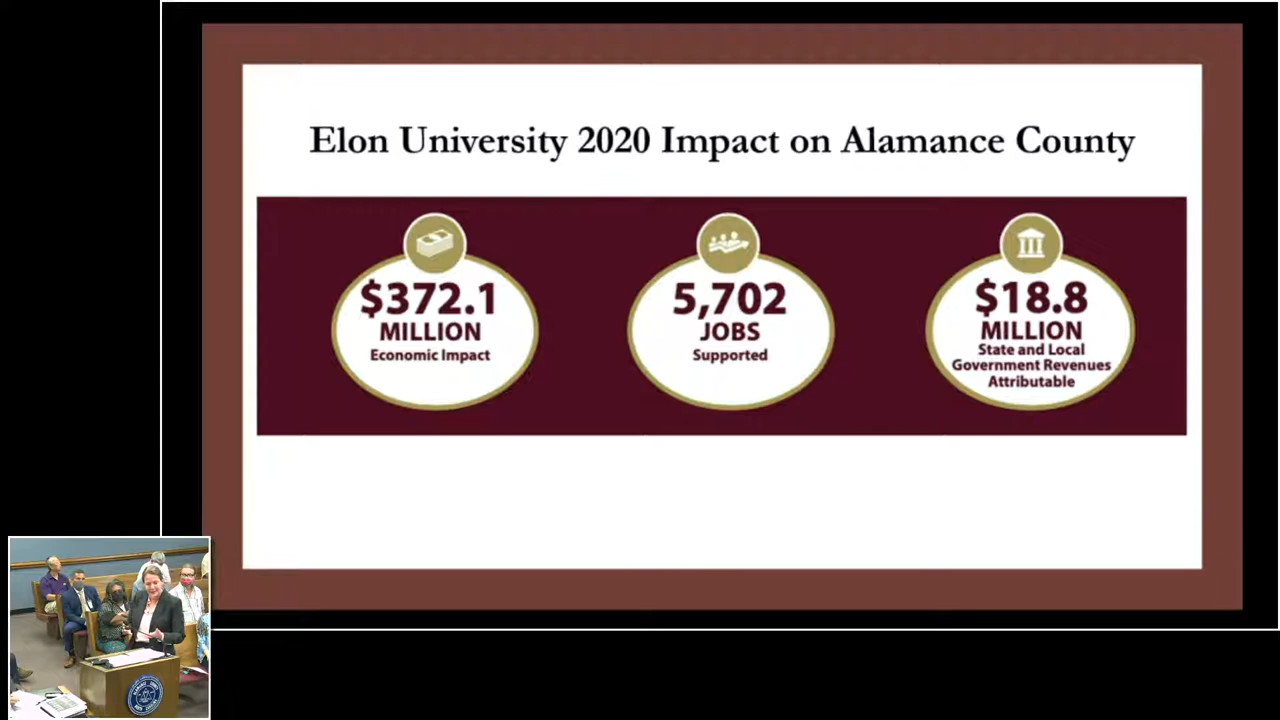 Elon University 2020 Impact on Alamance County
$372.1
MILLION
Economic Impact
5,702
JOBS
Supported
$18.8
MILLION
State and Local
Government Revenues
Attributable